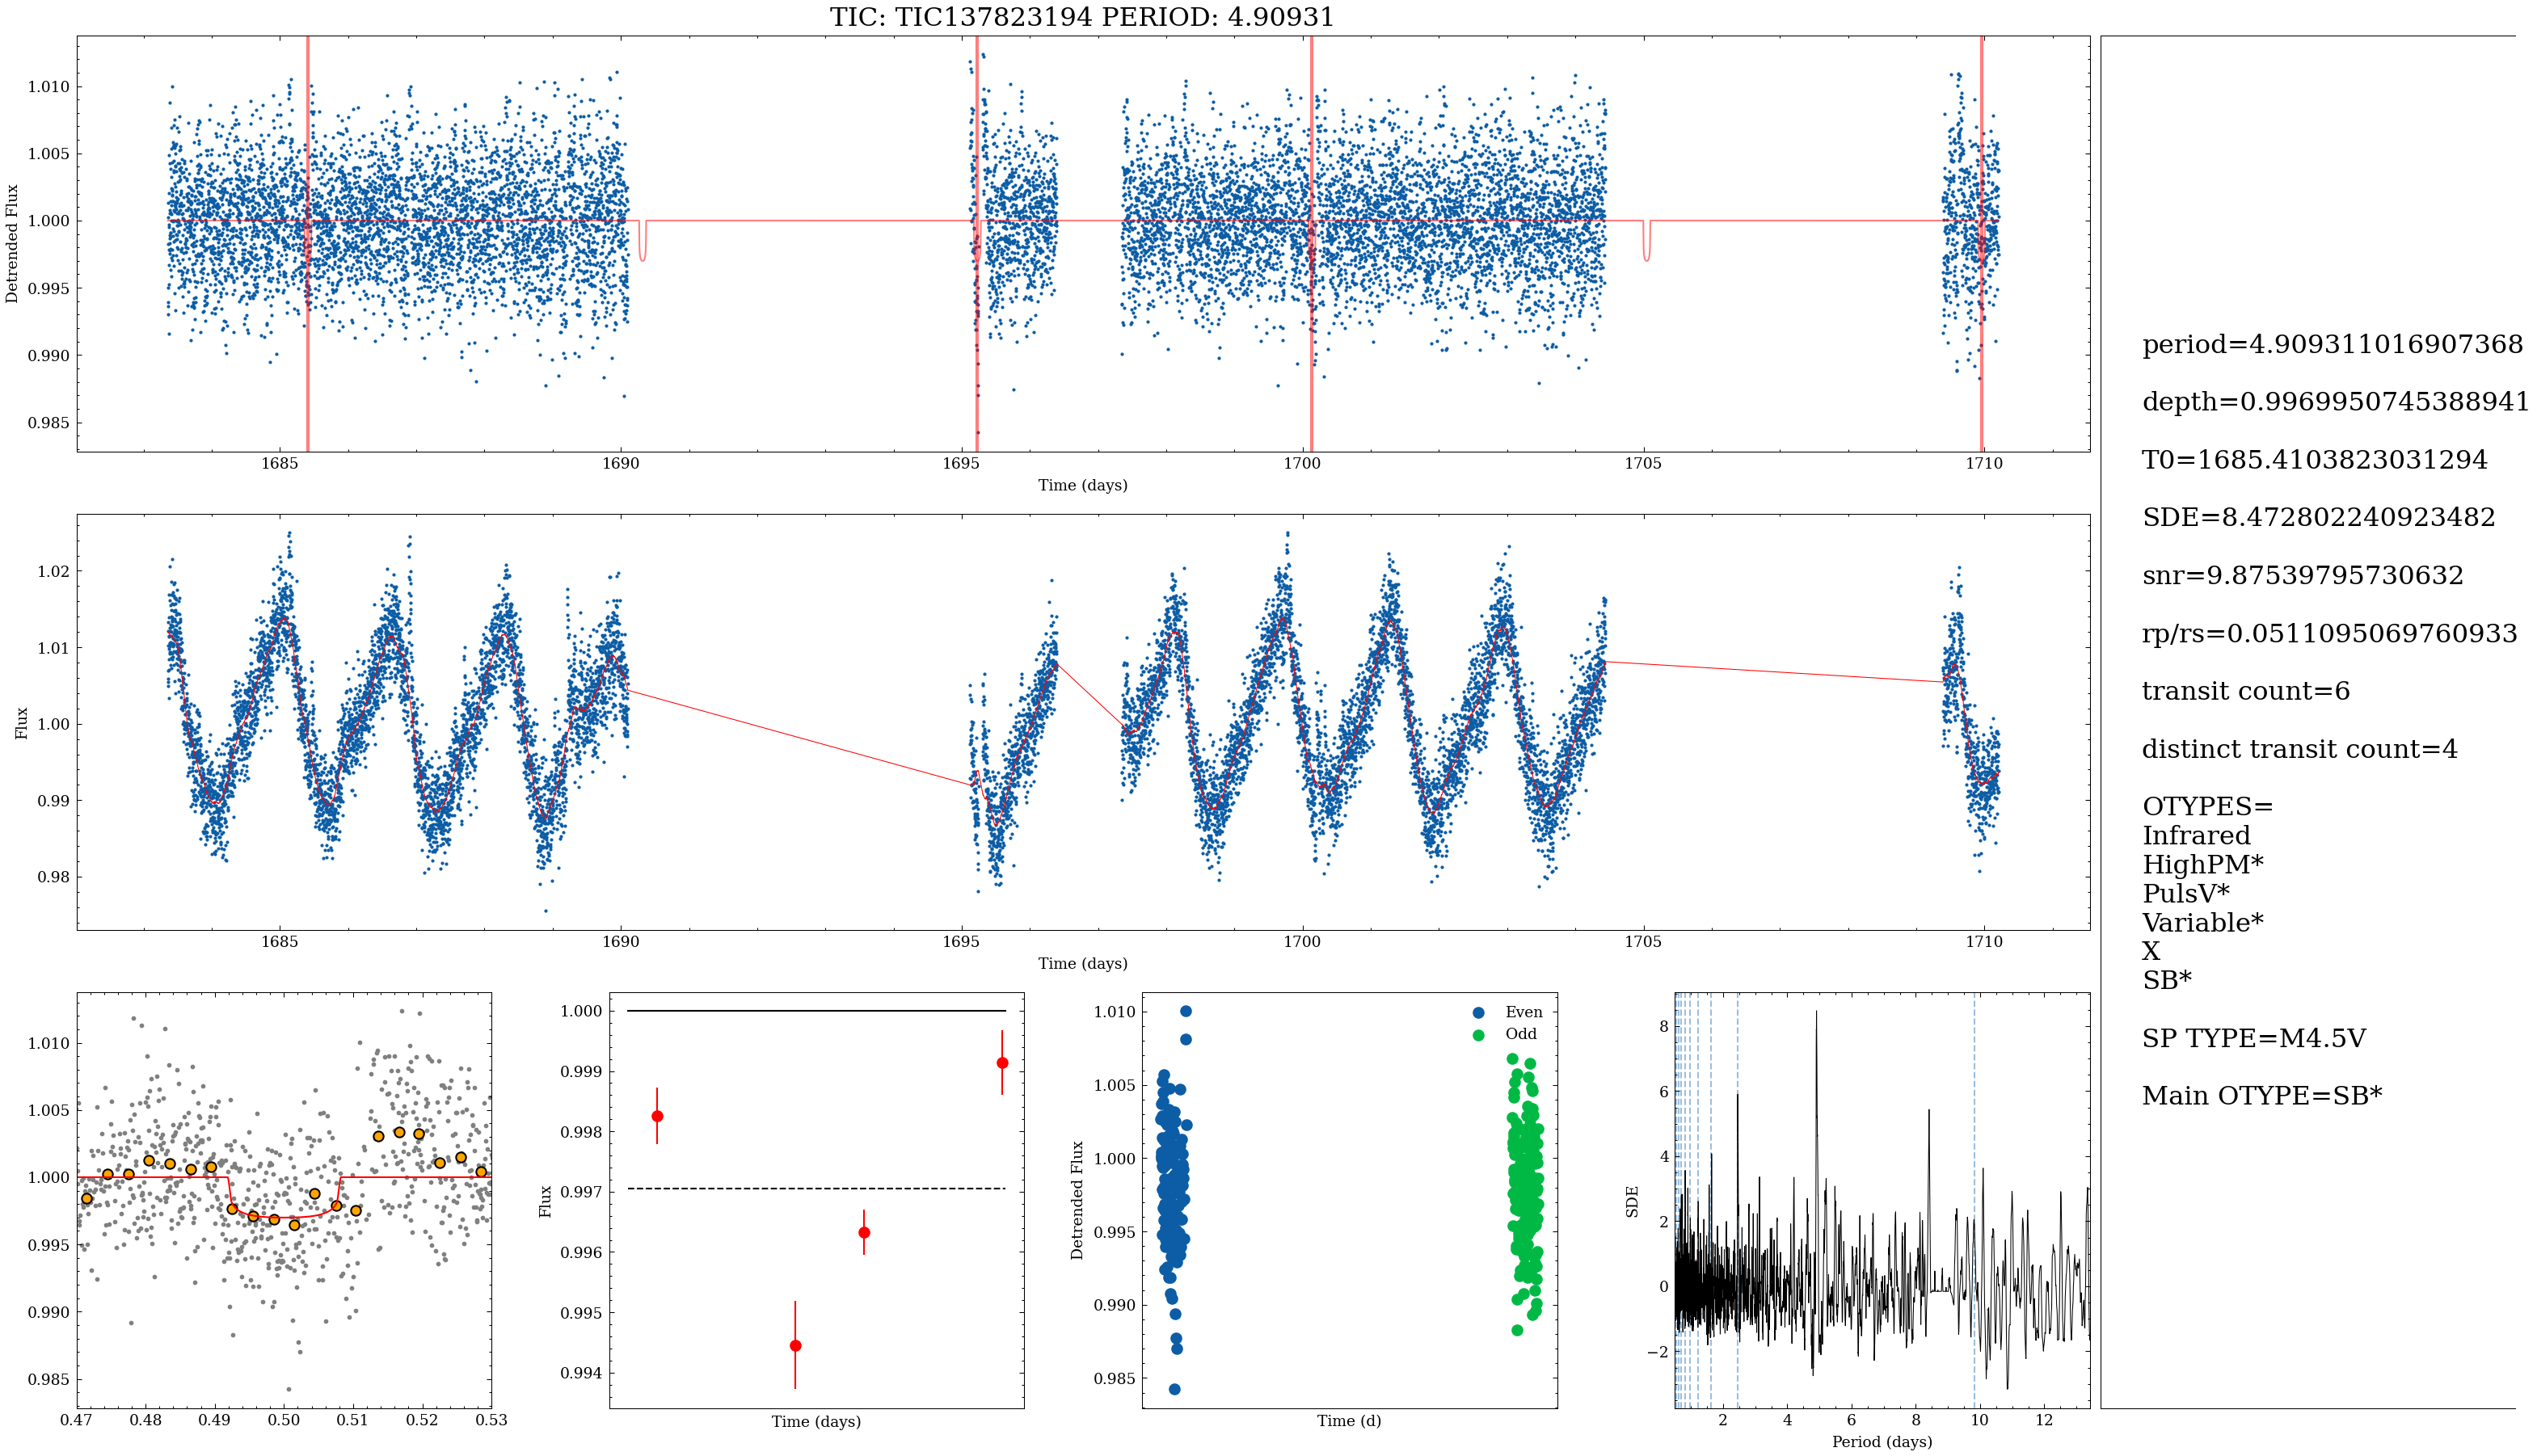 TIC: TIC137823194 PERIOD: 4.90931
Detrended Flux
1.010
1.005
1.000
0.995
0.990
0.985
1685
1690
1695
1700
1705
1710
Time (days)
Flux
1.02
1.01
1.00
0.99
0.98
1685
1690
1695
1700
1705
1710
Time (days)
1.010
1.005
1.000
0.995
0.990
0.985
0.47
0.48
0.49
0.50
0.51
0.52
0.53
Flux
1.000
0.999
0.998
0.997
0.996
0.995
0.994
Time (days)
Detrended Flux
1.010
1.005
1.000
0.995
0.990
0.985
Even
Odd
Time (d)
SDE
8
6
4
2
0
−2
2
4
6
8
10
12
Period (days)
period=4.909311016907368
depth=0.9969950745388941
T0=1685.4103823031294
SDE=8.472802240923482
snr=9.87539795730632
rp/rs=0.0511095069760933
transit count=6
distinct transit count=4
OTYPES=
Infrared
HighPM*
PulsV*
Variable*
X
SB*
SP TYPE=M4.5V
Main OTYPE=SB*